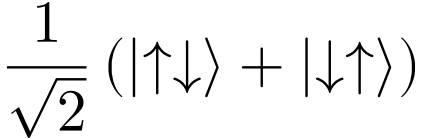 1/√2 (|↑↓⟩ + |↓↑⟩)